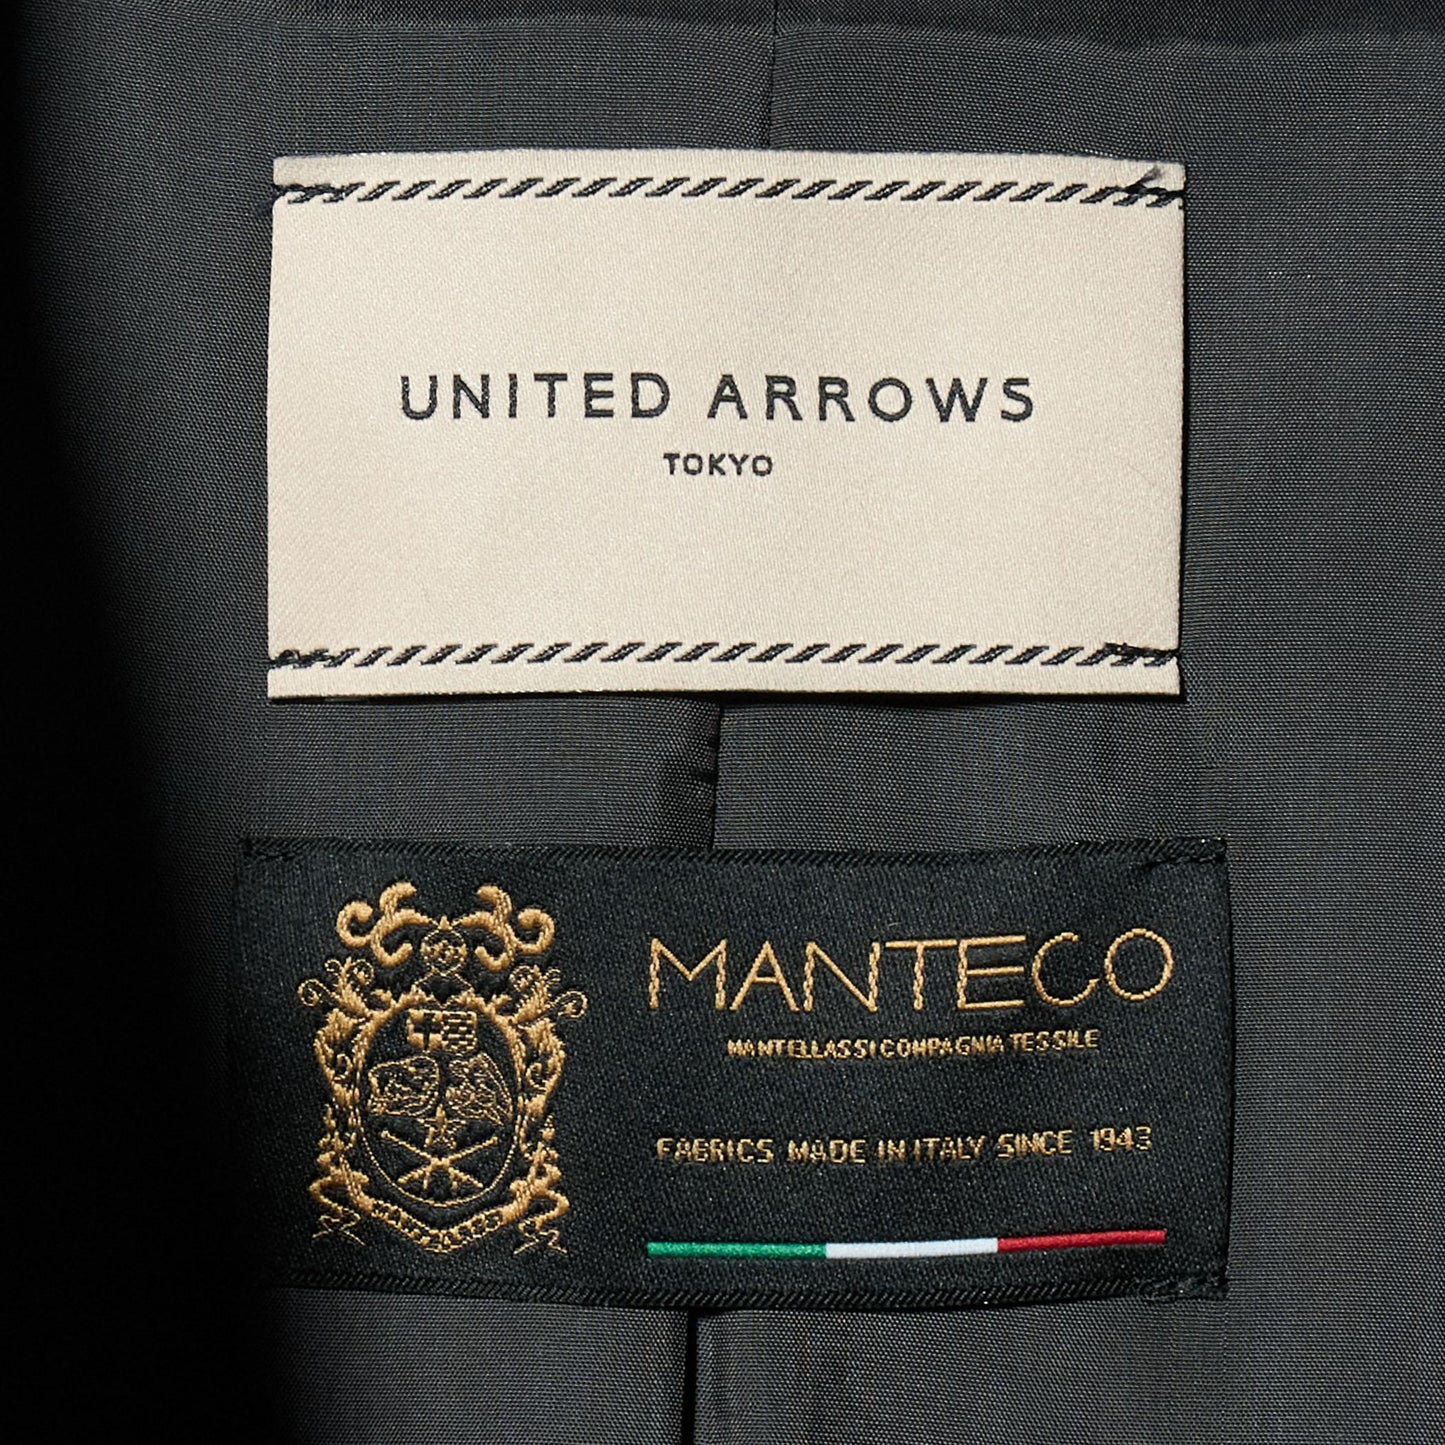 UNITED ARROWS
TOKYO
MANTECO
MANTELLASSI COMPAGNIA TESSILE
FABRICS MADE IN ITALY SINCE 1943